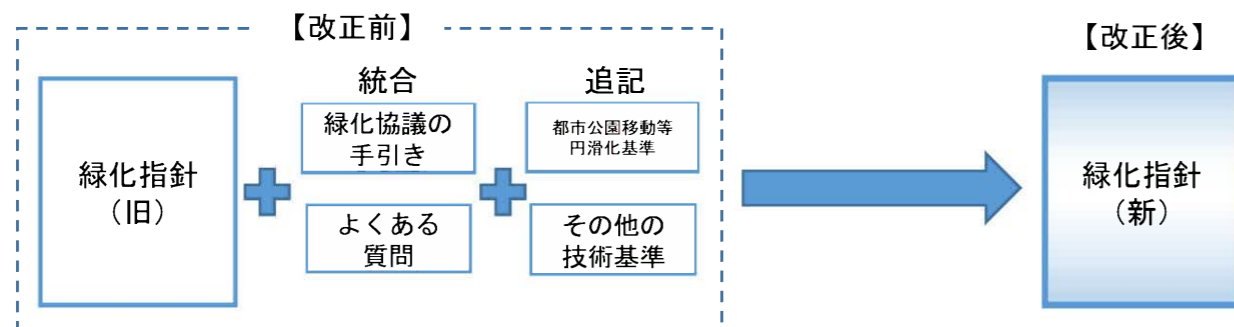 【改正前】
【改正後】
緑化指針
（旧）
統合
緑化協議の
手引き
よくある
質問
追記
都市公園移動等
円滑化基準
その他の
技術基準
緑化指針
（新）